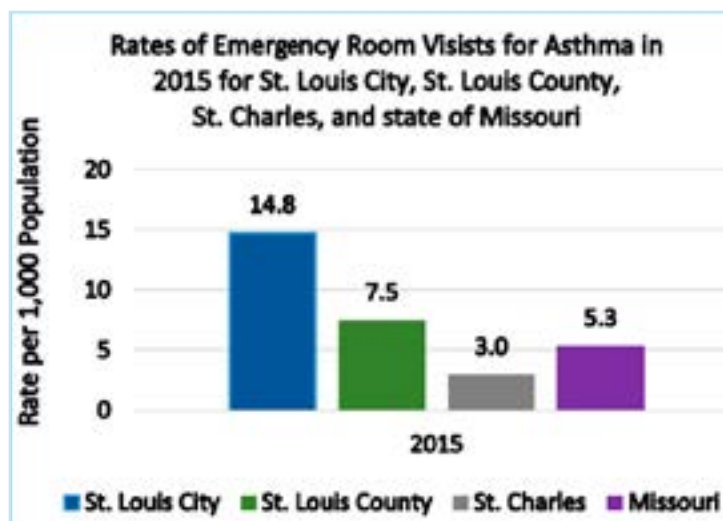 Rates of Emergency Room Visists for Asthma in
2015 for St. Louis City, St. Louis County,
St. Charles, and state of Missouri
Rate per 1,000 Population
20
15
10
5
0
14.8
7.5
3.0
5.3
2015
St. Louis City St. Louis County St. Charles Missouri